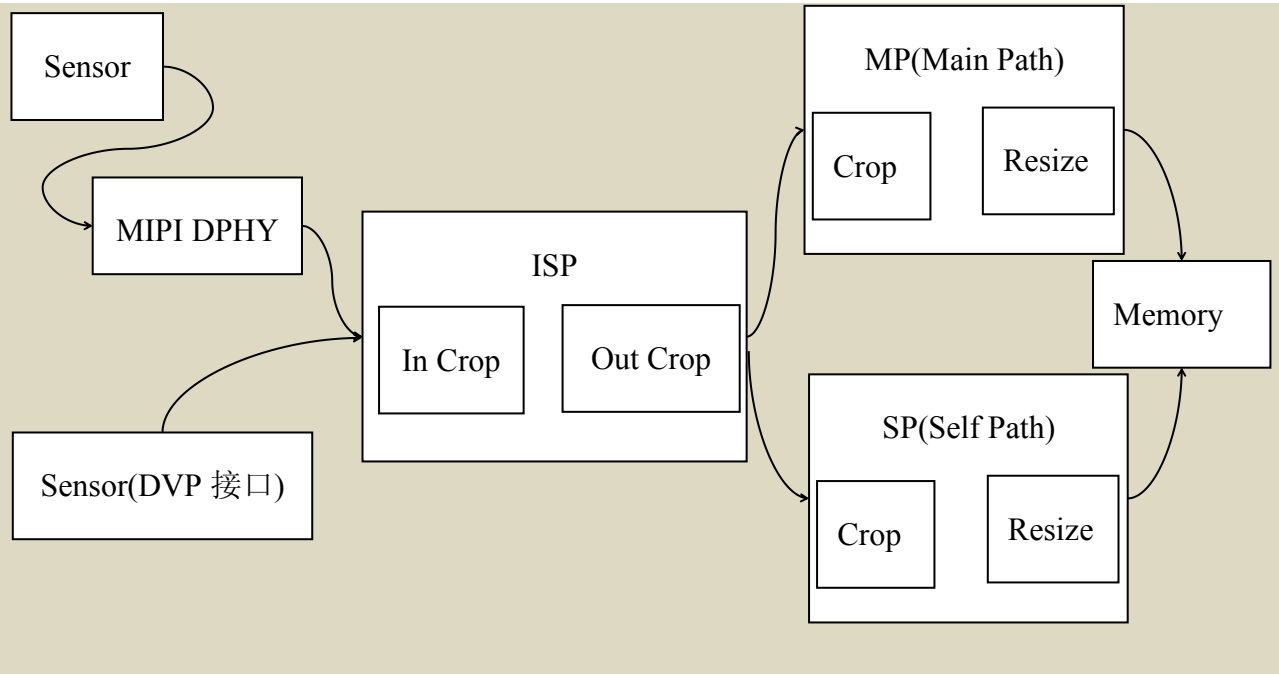 Sensor
MIPI DPHY
Sensor(DVP 接口)
ISP
In Crop
Out Crop
MP(Main Path)
Crop
Resize
Memory
SP(Self Path)
Crop
Resize